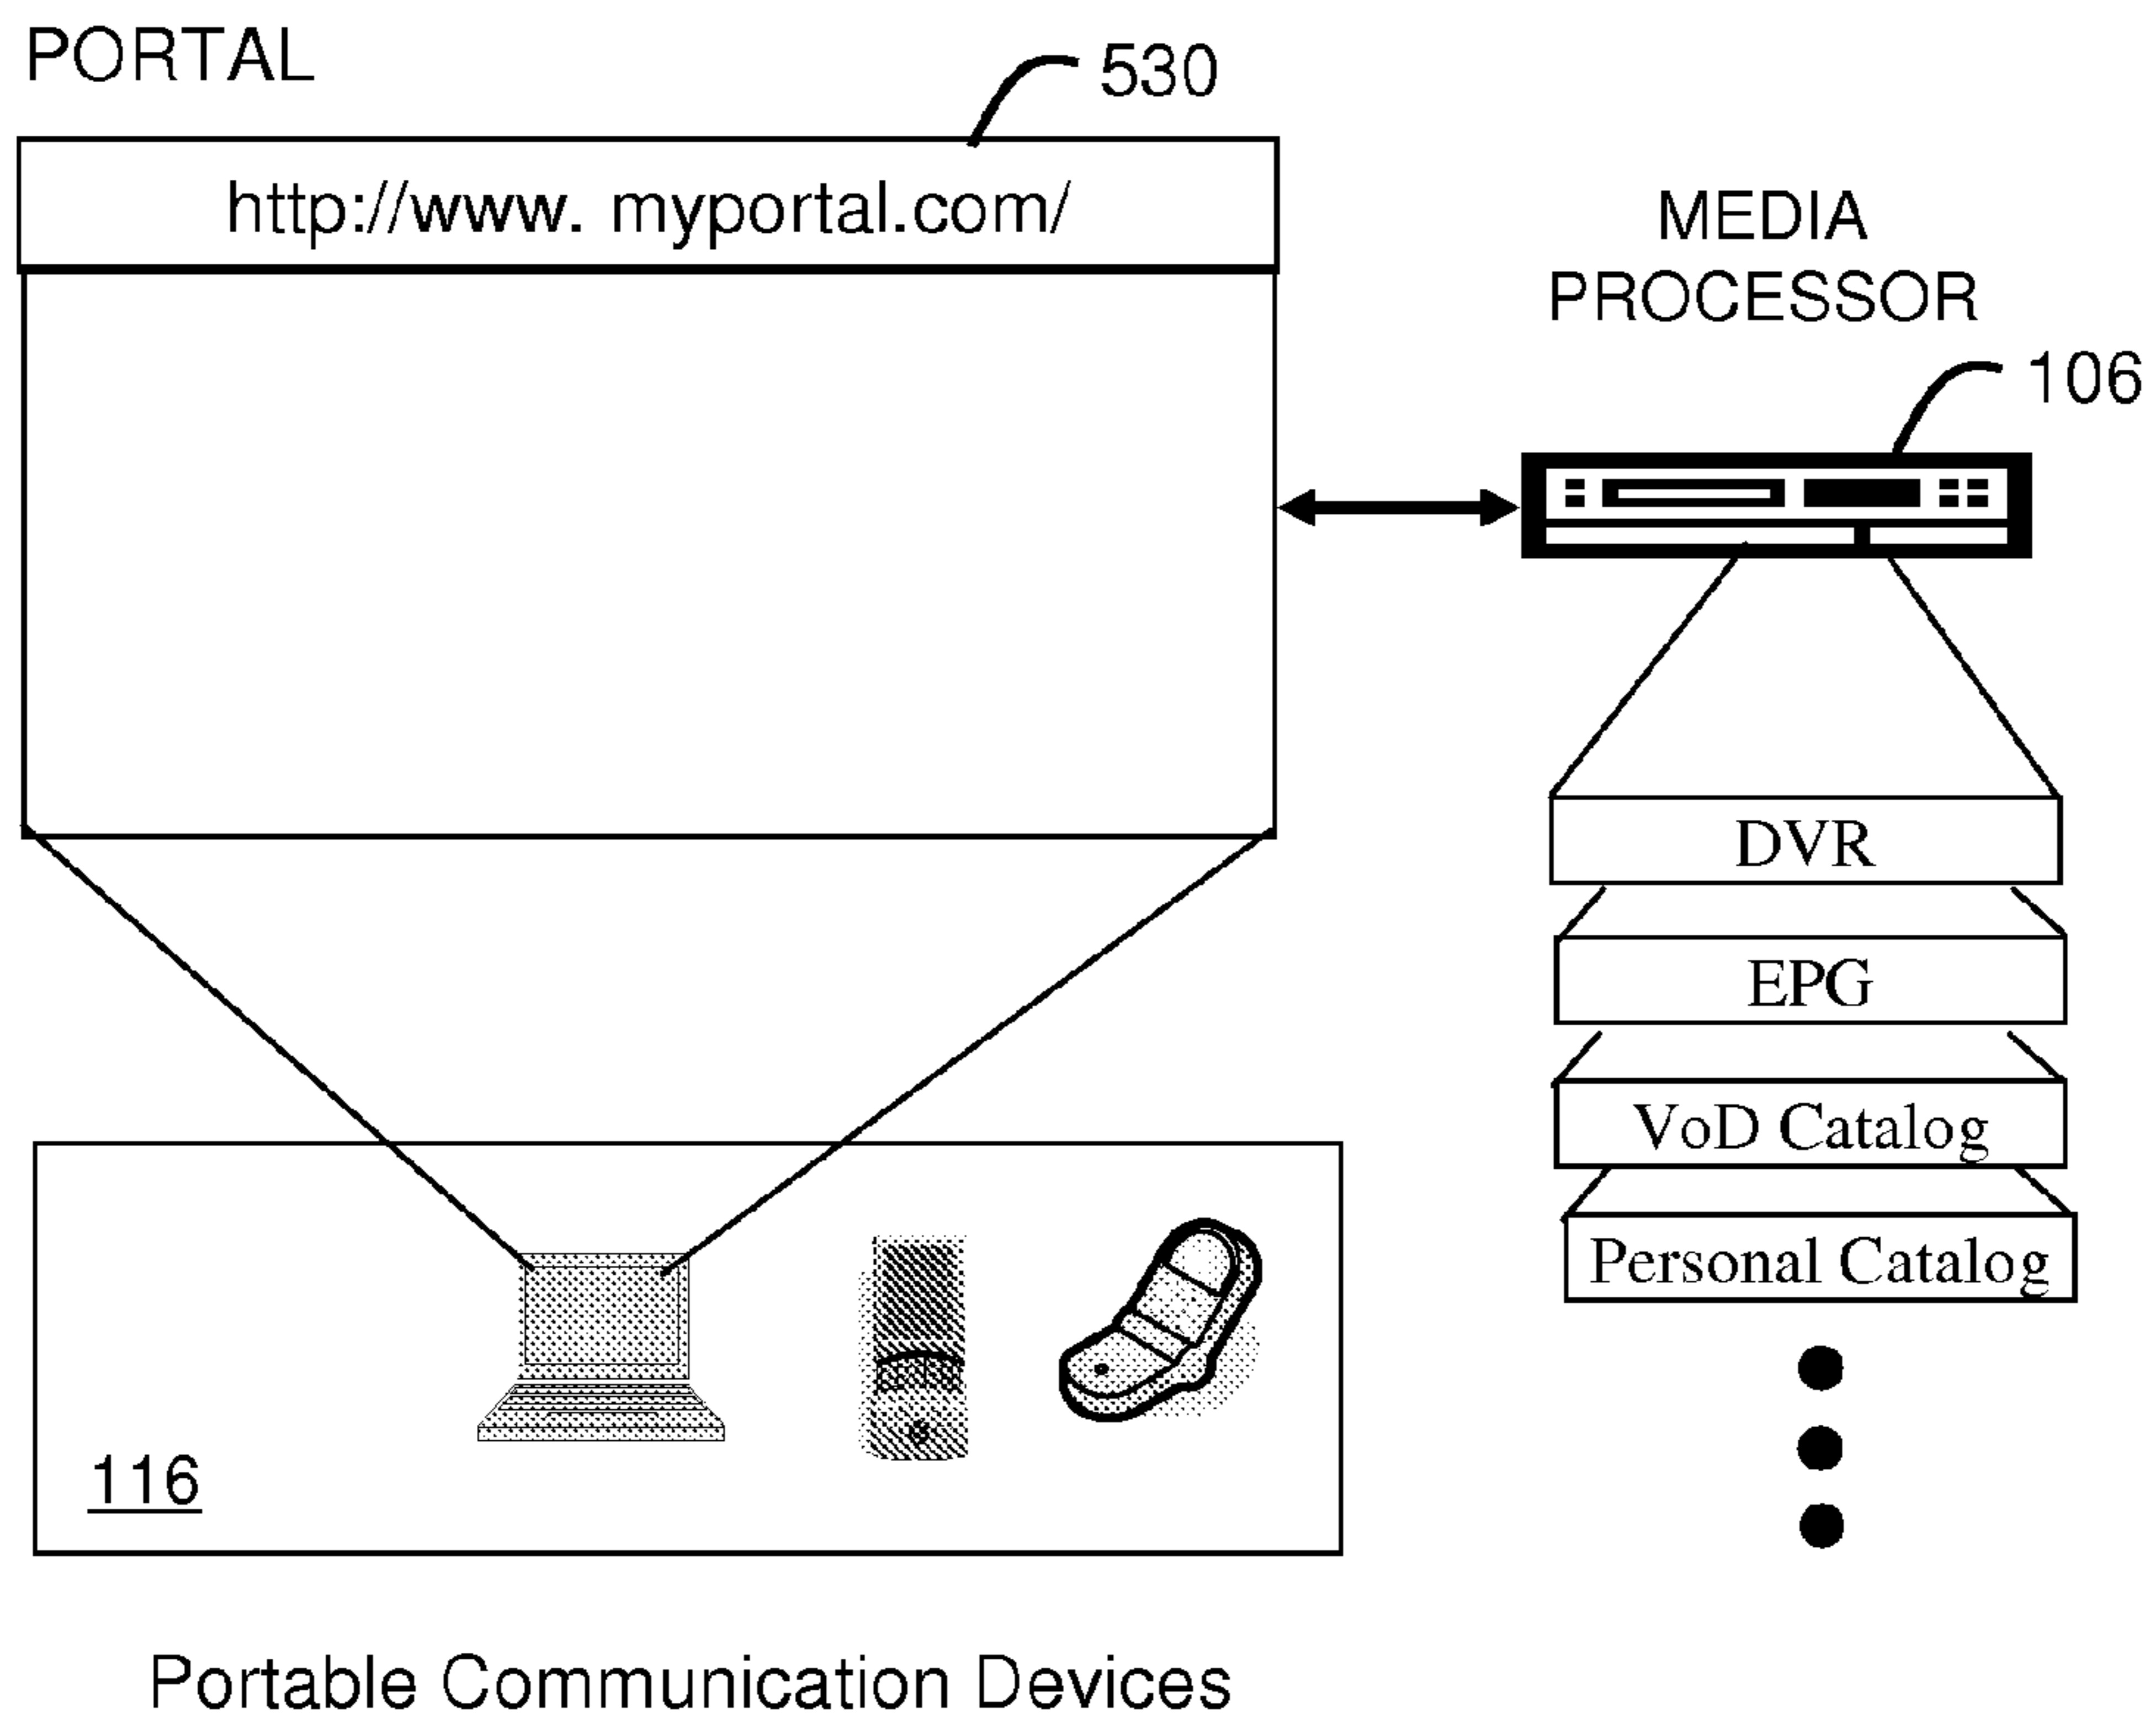 PORTAL
530
http://www. myportal.com/
MEDIA
PROCESSOR
106
DVR
EPG
VoD Catalog
Personal Catalog
116
Portable Communication Devices